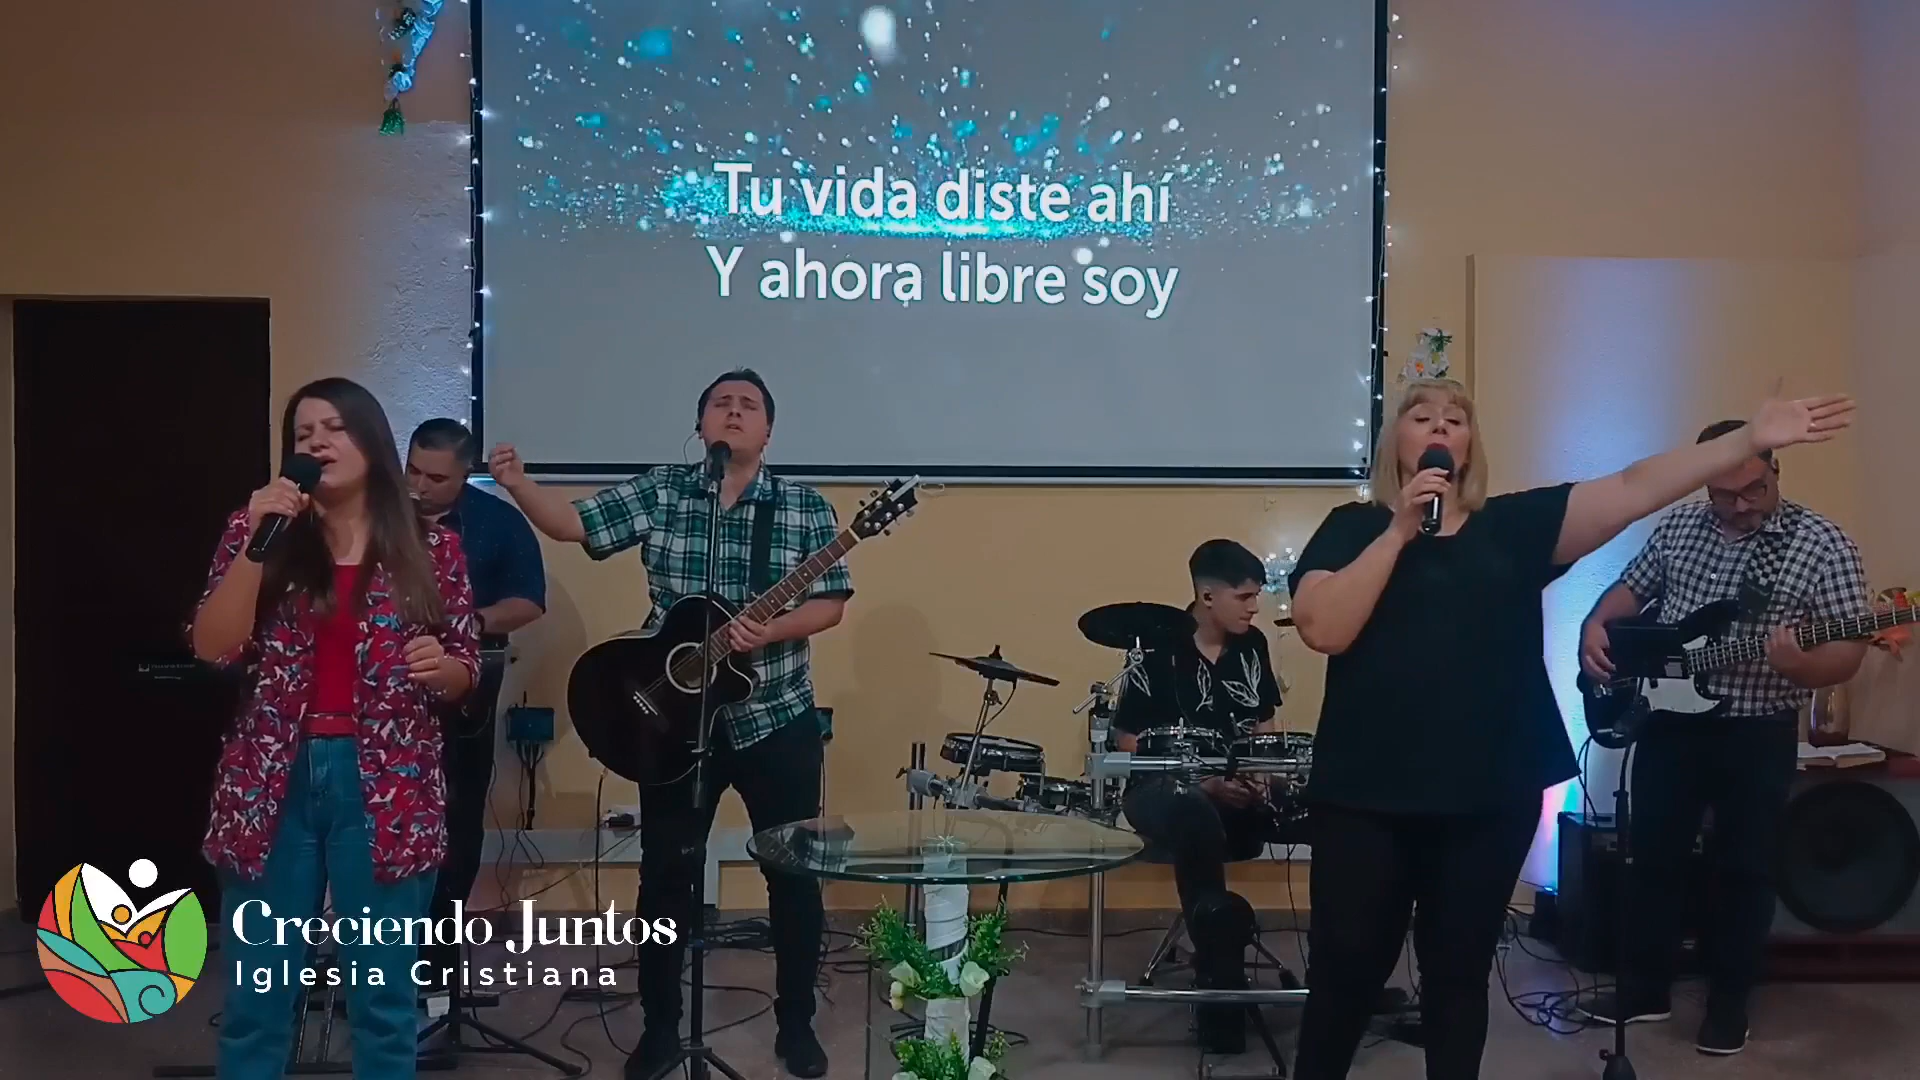 Tu vida diste ahí
Y ahora libre soy
Creciendo Juntos
Iglesia Cristiana